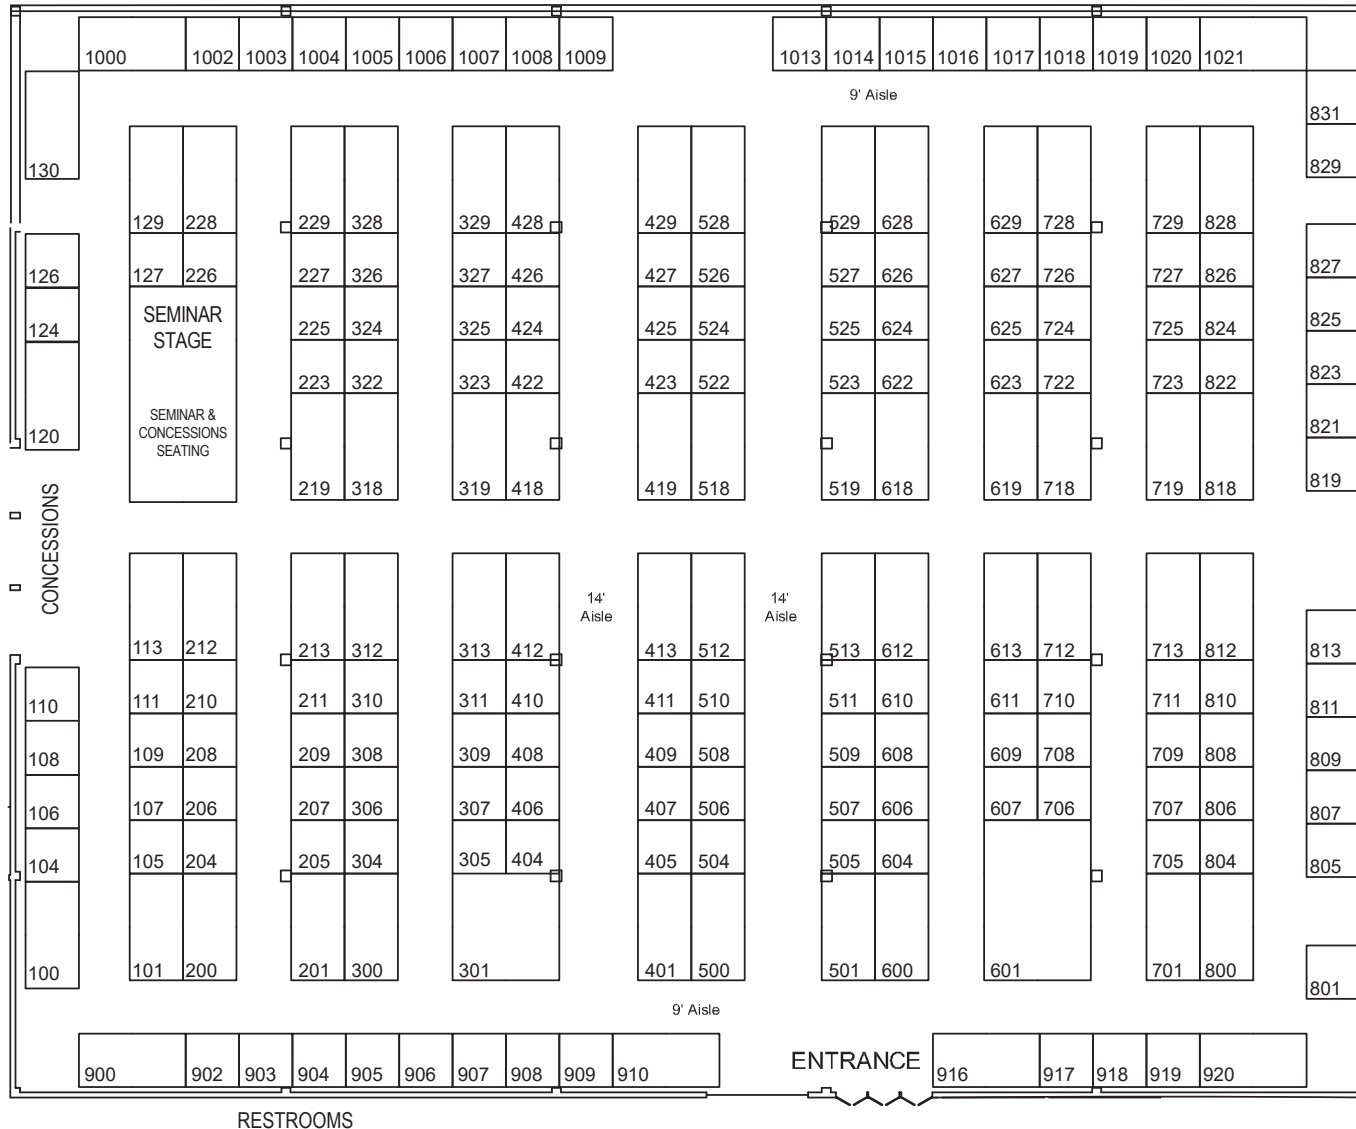 1000 1002 1003 1004 1005 1006 1007 1008 1009 1013 1014 1015 1016 1017 1018 1019 1020 1021
9' Aisle
831
130 829
129 228 229 328 329 428 429 528 529 628 629 728 729 828
126 127 226 227 326 327 426 427 526 527 626 627 726 727 826 827
SEMINAR
STAGE
124 225 324 325 424 425 524 525 624 625 724 725 824 825
223 322 323 422 423 522 523 622 623 722 723 822 823
SEMINAR &
CONCESSIONS
SEATING
120 821
219 318 319 418 419 518 519 618 619 718 719 818 819
CONCESSIONS
14'
Aisle
14'
Aisle
113 212 213 312 313 412 413 512 513 612 613 712 713 812 813
110 111 210 211 310 311 410 411 510 511 610 611 710 711 810 811
108 109 208 209 308 309 408 409 508 509 608 609 708 709 808 809
106 107 206 207 306 307 406 407 506 507 606 607 706 707 806 807
104 105 204 205 304 305 404 405 504 505 604 705 804 805
100 101 200 201 300 301 401 500 501 600 601 701 800
801
9' Aisle
ENTRANCE
900 902 903 904 905 906 907 908 909 910 916 917 918 919 920
RESTROOMS